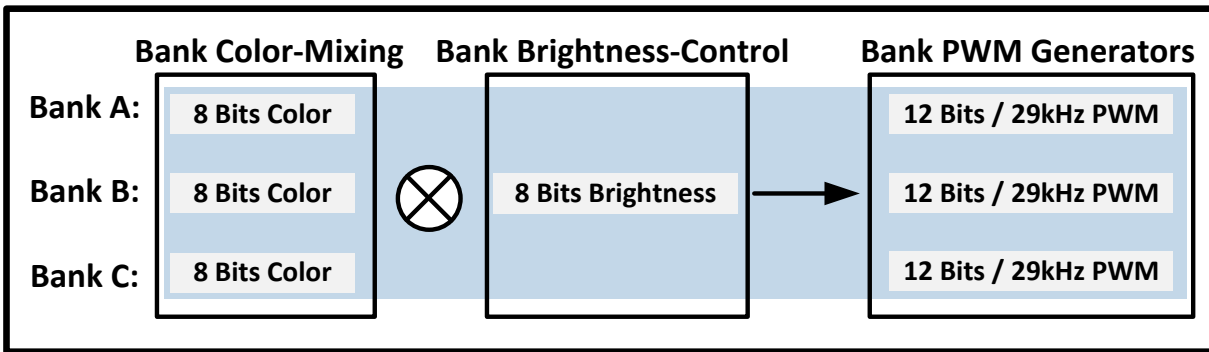 Bank Color-Mixing Bank Brightness-Control Bank PWM Generators
Bank A: 8 Bits Color 12 Bits / 29kHz PWM
Bank B: 8 Bits Color 8 Bits Brightness 12 Bits / 29kHz PWM
Bank C: 8 Bits Color 12 Bits / 29kHz PWM